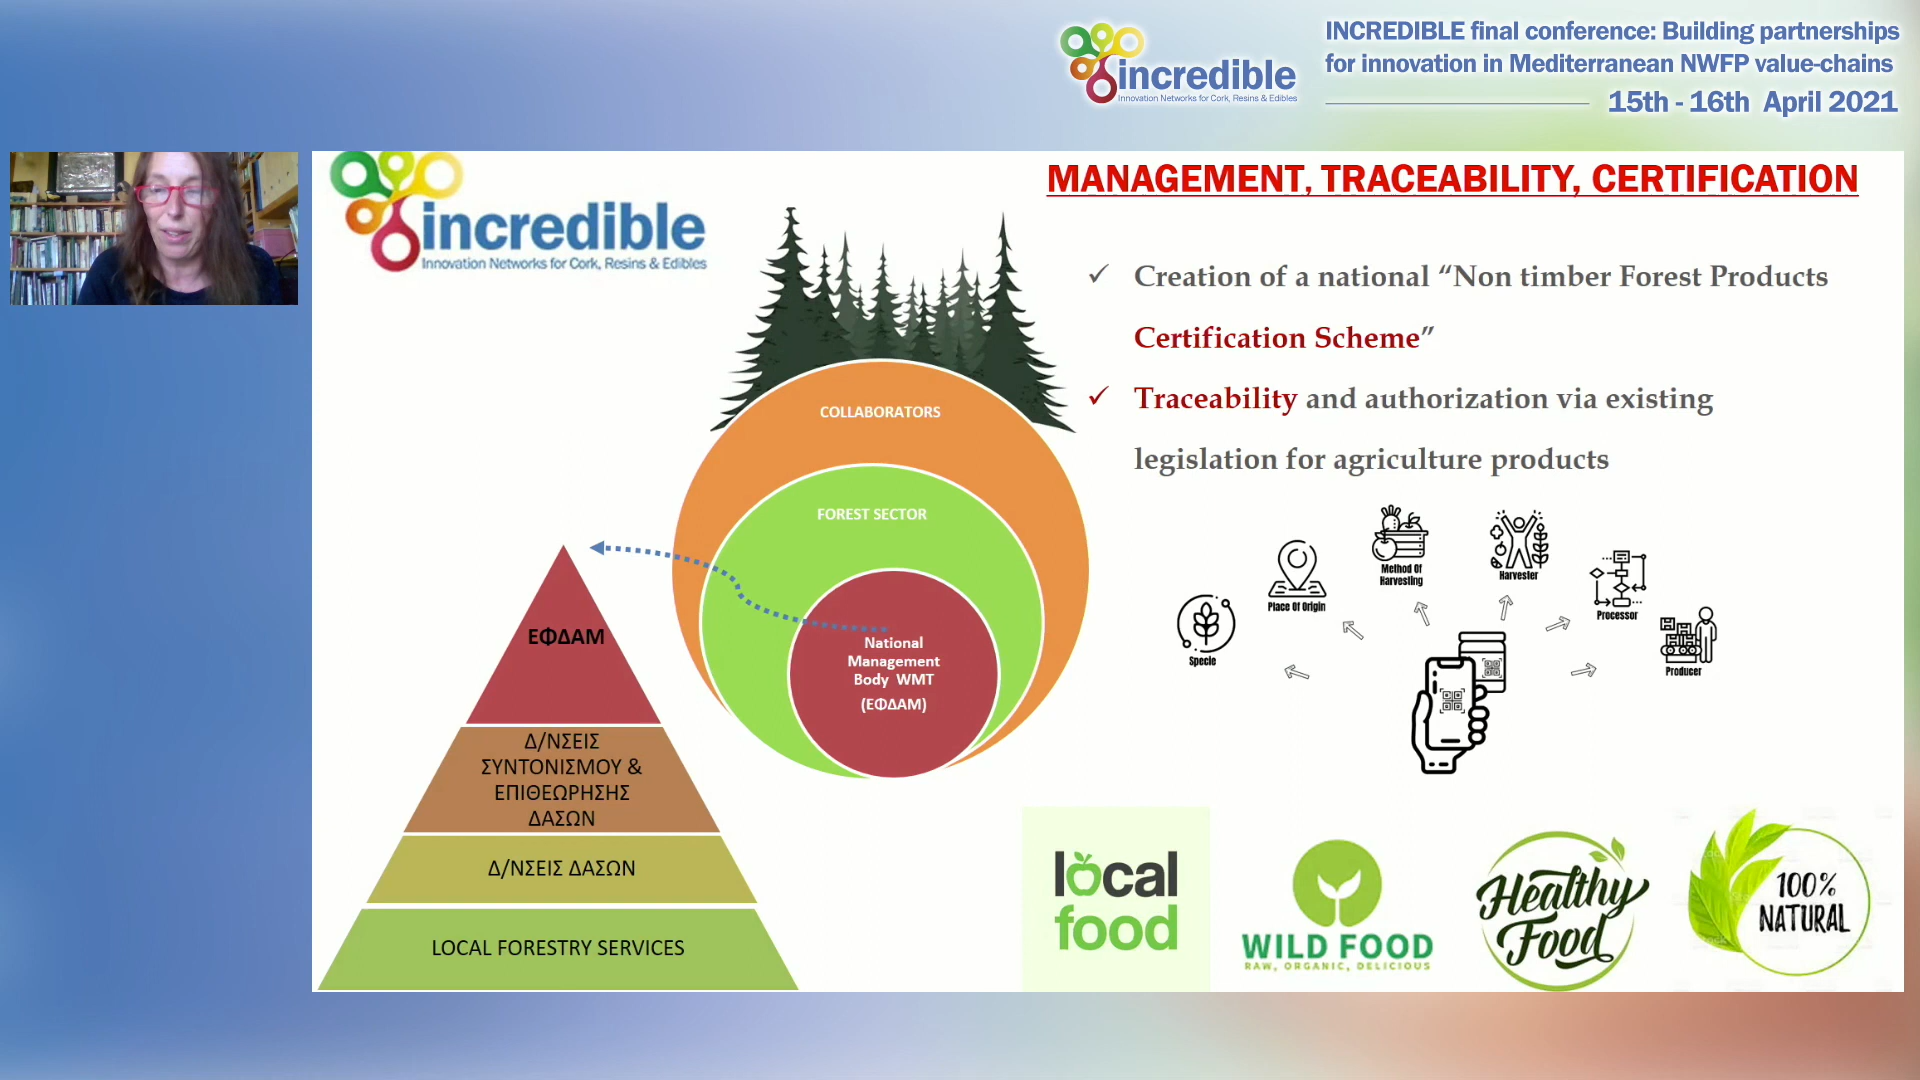 incredible
Innovation Networks for Cork, Resins & Edibles
INCREDIBLE final conference: Building partnerships
for innovation in Mediterranean NWFP value-chains
15th - 16th April 2021
incredible
Innovation Networks for Cork, Resins & Edibles
MANAGEMENT, TRACEABILITY, CERTIFICATION
✓ Creation of a national “Non timber Forest Products
Certification Scheme”
✓ Traceability and authorization via existing
legislation for agriculture products
COLLABORATORS
FOREST SECTOR
National
Management
Body WMT
(ΕΦΔΑΜ)
ΕΦΔΑΜ
Δ/ΝΣΕΙΣ
ΣΥΝΤΟΝΙΣΜΟΥ &
ΕΠΙΘΕΩΡΗΣΗΣ
ΔΑΣΩΝ
Δ/ΝΣΕΙΣ ΔΑΣΩΝ
LOCAL FORESTRY SERVICES
Specie
Place Of Origin
Method Of
Harvesting
Harvester
Processor
Producer
local
food
WILD FOOD
RAW, ORGANIC, DELICIOUS
Healthy
Food
100%
NATURAL